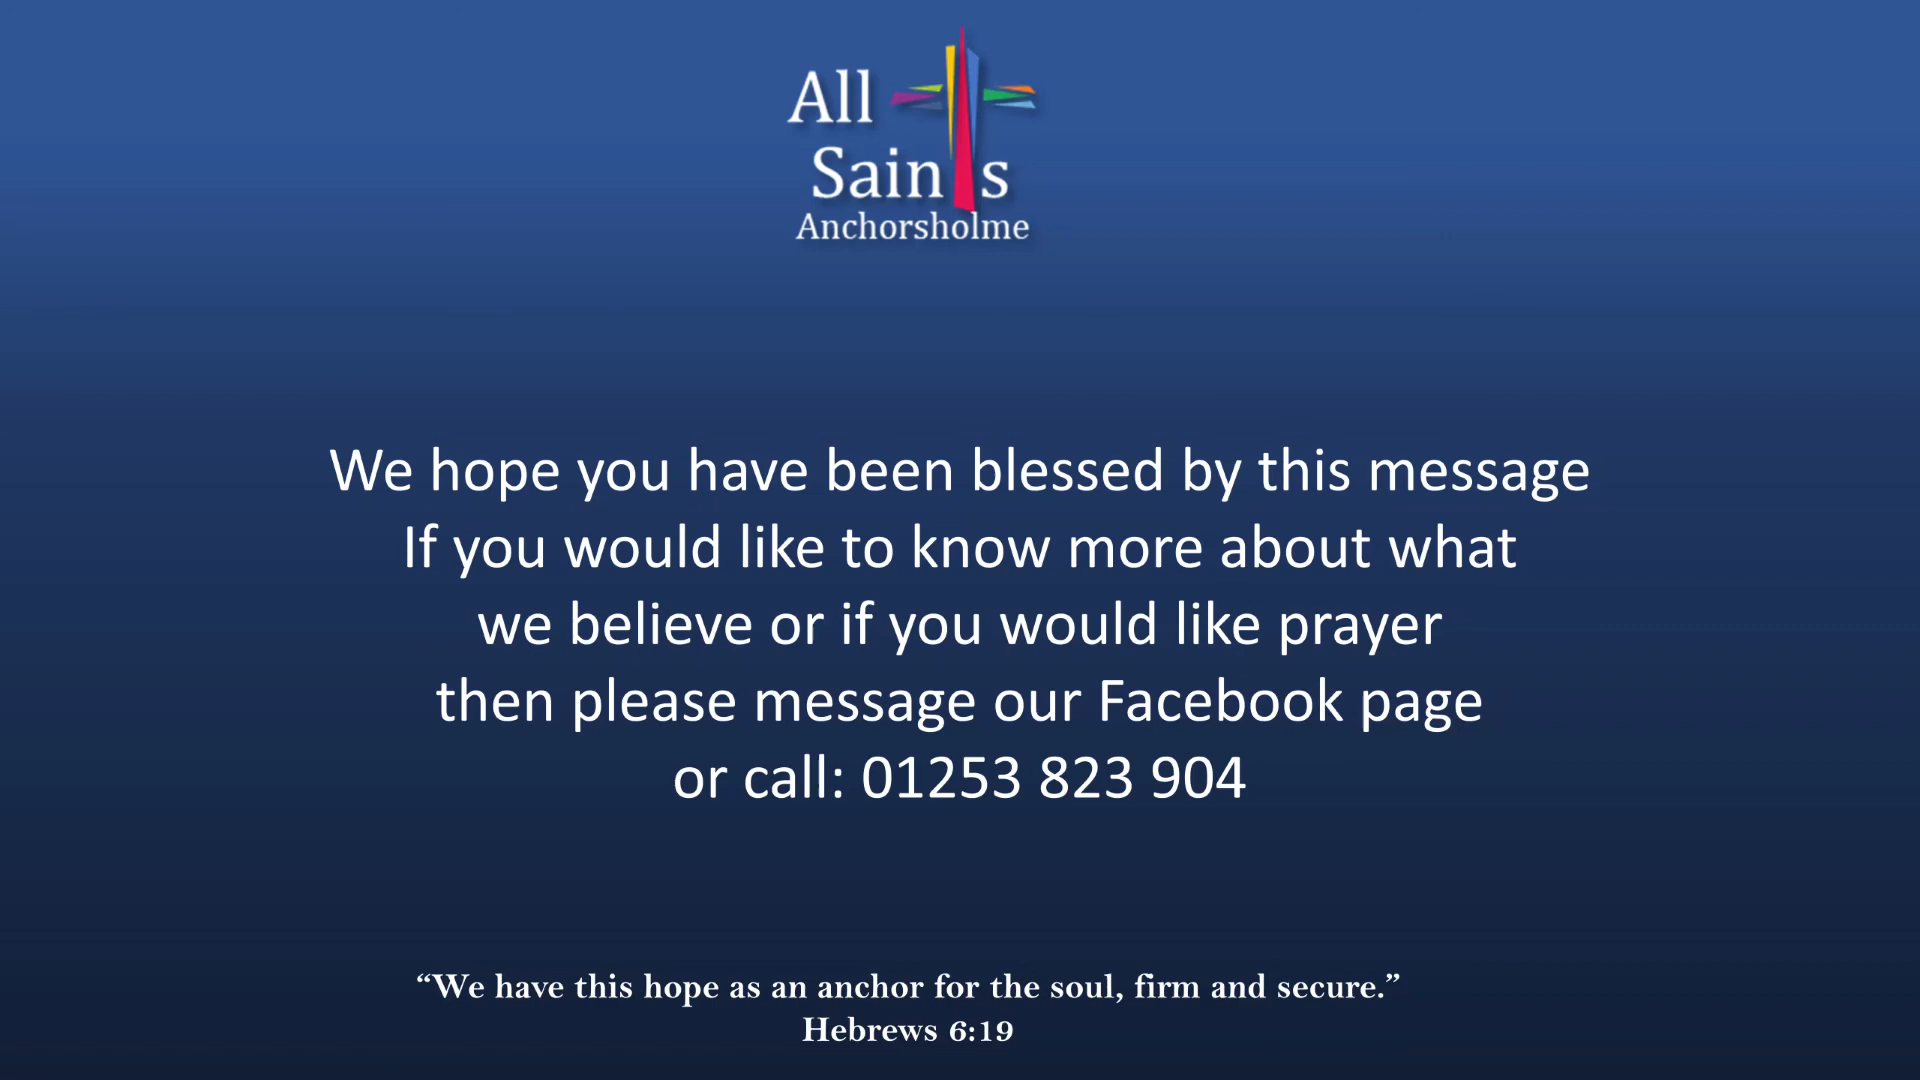 All
Saints
Anchorsholme
We hope you have been blessed by this message
If you would like to know more about what
we believe or if you would like prayer
then please message our Facebook page
or call: 01253 823 904
“We have this hope as an anchor for the soul, firm and secure.”
Hebrews 6:19